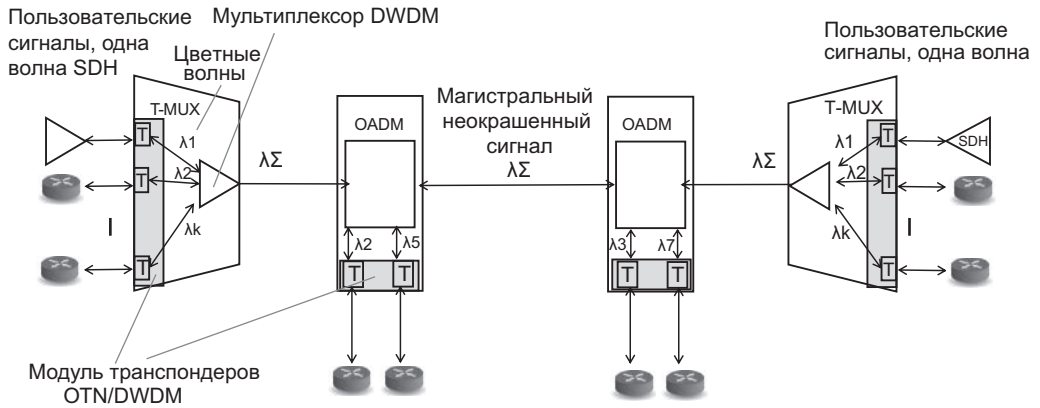 Пользовательские
сигналы, одна
волна SDH
Мультиплексор DWDM
Цветные
волны
T-MUX
T
T
T
λ1
λ2
λk
λΣ
OADM
λ2
λ5
T
T
Магистральный
неокрашенный
сигнал
λΣ
OADM
λ3
λ7
T
T
λΣ
Пользовательские
сигналы, одна волна
T-MUX
λ1
λ2
λk
T
T
T
SDH
Модуль транспондеров
OTN/DWDM